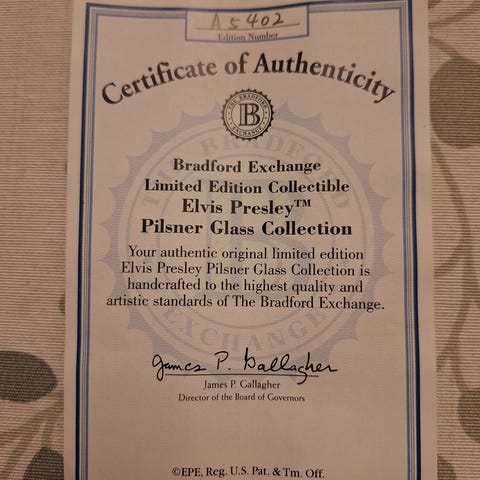 A5402
Edition Number
Certificate of Authenticity
THE BRADFORD
B
EXCHANGE
THE BRADFORD
EXCHANGE
Bradford Exchange
Limited Edition Collectible
Elvis Presley™
Pilsner Glass Collection
Your authentic original limited edition
Elvis Presley Pilsner Glass Collection is
handcrafted to the highest quality and
artistic standards of The Bradford Exchange.
James P. Gallagher
James P. Gallagher
Director of the Board of Governors
©EPE, Reg. U.S. Pat. & Tm. Off.